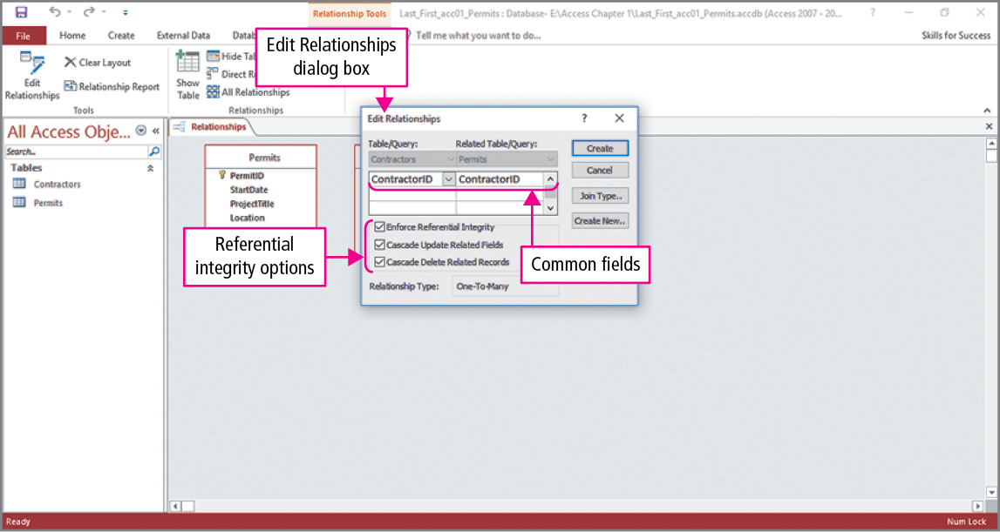 Relationship Tools
Last_First_acc01_Permits : Database- E:\Access Chapter 1\Last_First_acc01_Permits.accdb (Access 2007 - 20...
?
File
Home
Create
External Data
Datab
Tell me what you want to do...
Skills for Success
Edit Relationships
dialog box
Edit
Relationships
Clear Layout
Relationship Report
Tools
Show
Table
Hide Tab
Direct Re
All Relationships
Relationships
All Access Obje...
«
Search...
Tables
Contractors
Permits
Relationships
Permits
PermitID
StartDate
ProjectTitle
Location
Edit Relationships
?
Table/Query:
Related Table/Query:
Contractors
Permits
ContractorID
ContractorID
Create
Cancel
Join Type..
Create New..
Enforce Referential Integrity
Cascade Update Related Fields
Cascade Delete Related Records
Relationship Type:
One-To-Many
Referential
integrity options
Common fields
Ready
Num Lock